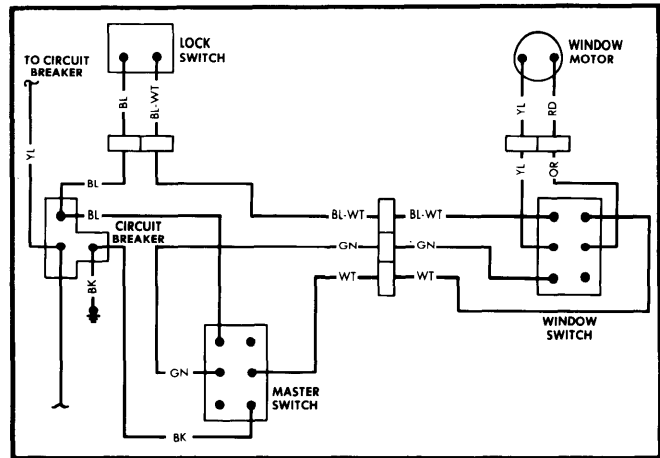 LOCK
SWITCH
WINDOW
MOTOR
TO CIRCUIT
BREAKER
BL
BL-WT
YL
RD
YL
YL
OR
BL
BL
BL-WT
BL-WT
CIRCUIT
BREAKER
GN
GN
BK
WT
WT
WINDOW
SWITCH
GN
MASTER
SWITCH
BK